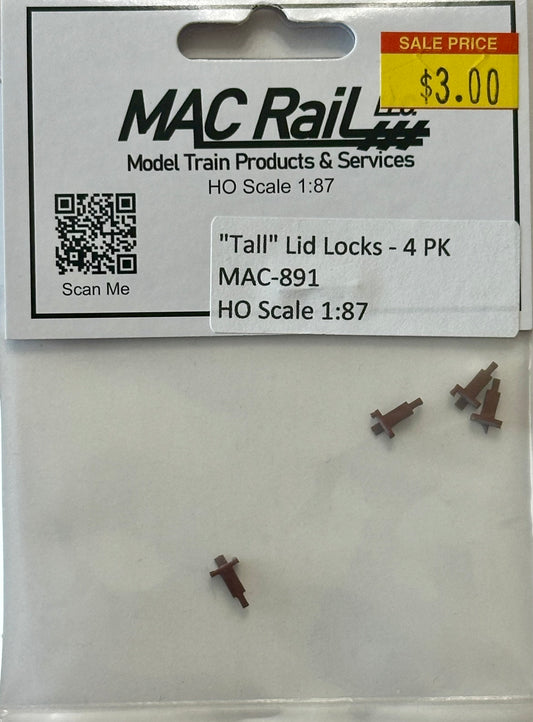 SALE PRICE
$3.00
MAC RaiL
Model Train Products & Services
HO Scale 1:87
Scan Me
"Tall" Lid Locks - 4 PK
MAC-891
HO Scale 1:87